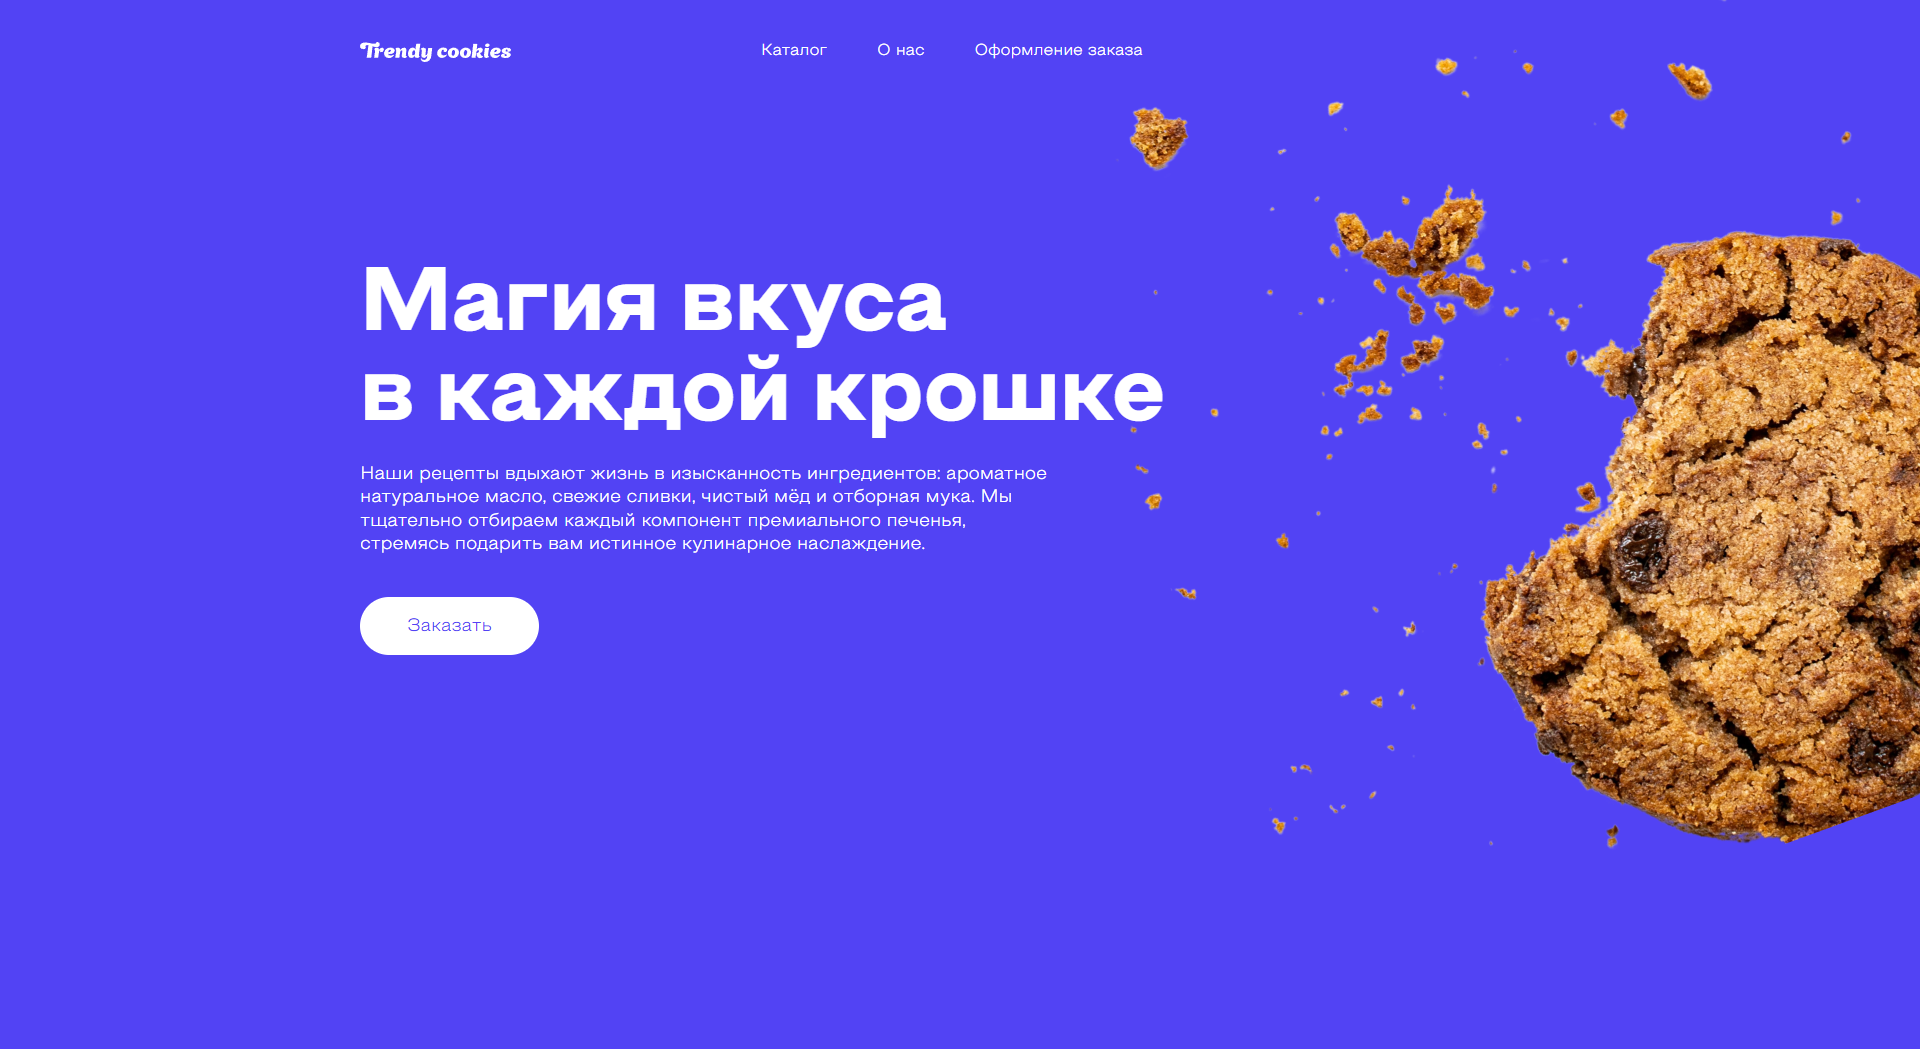 Trendy cookies
Каталог
О нас
Оформление заказа
Магия вкуса
в каждой крошке
Наши рецепты вдыхают жизнь в изысканность ингредиентов: ароматное
натуральное масло, свежие сливки, чистый мёд и отборная мука. Мы
тщательно отбираем каждый компонент премиального печенья,
стремясь подарить вам истинное кулинарное наслаждение.
Заказать